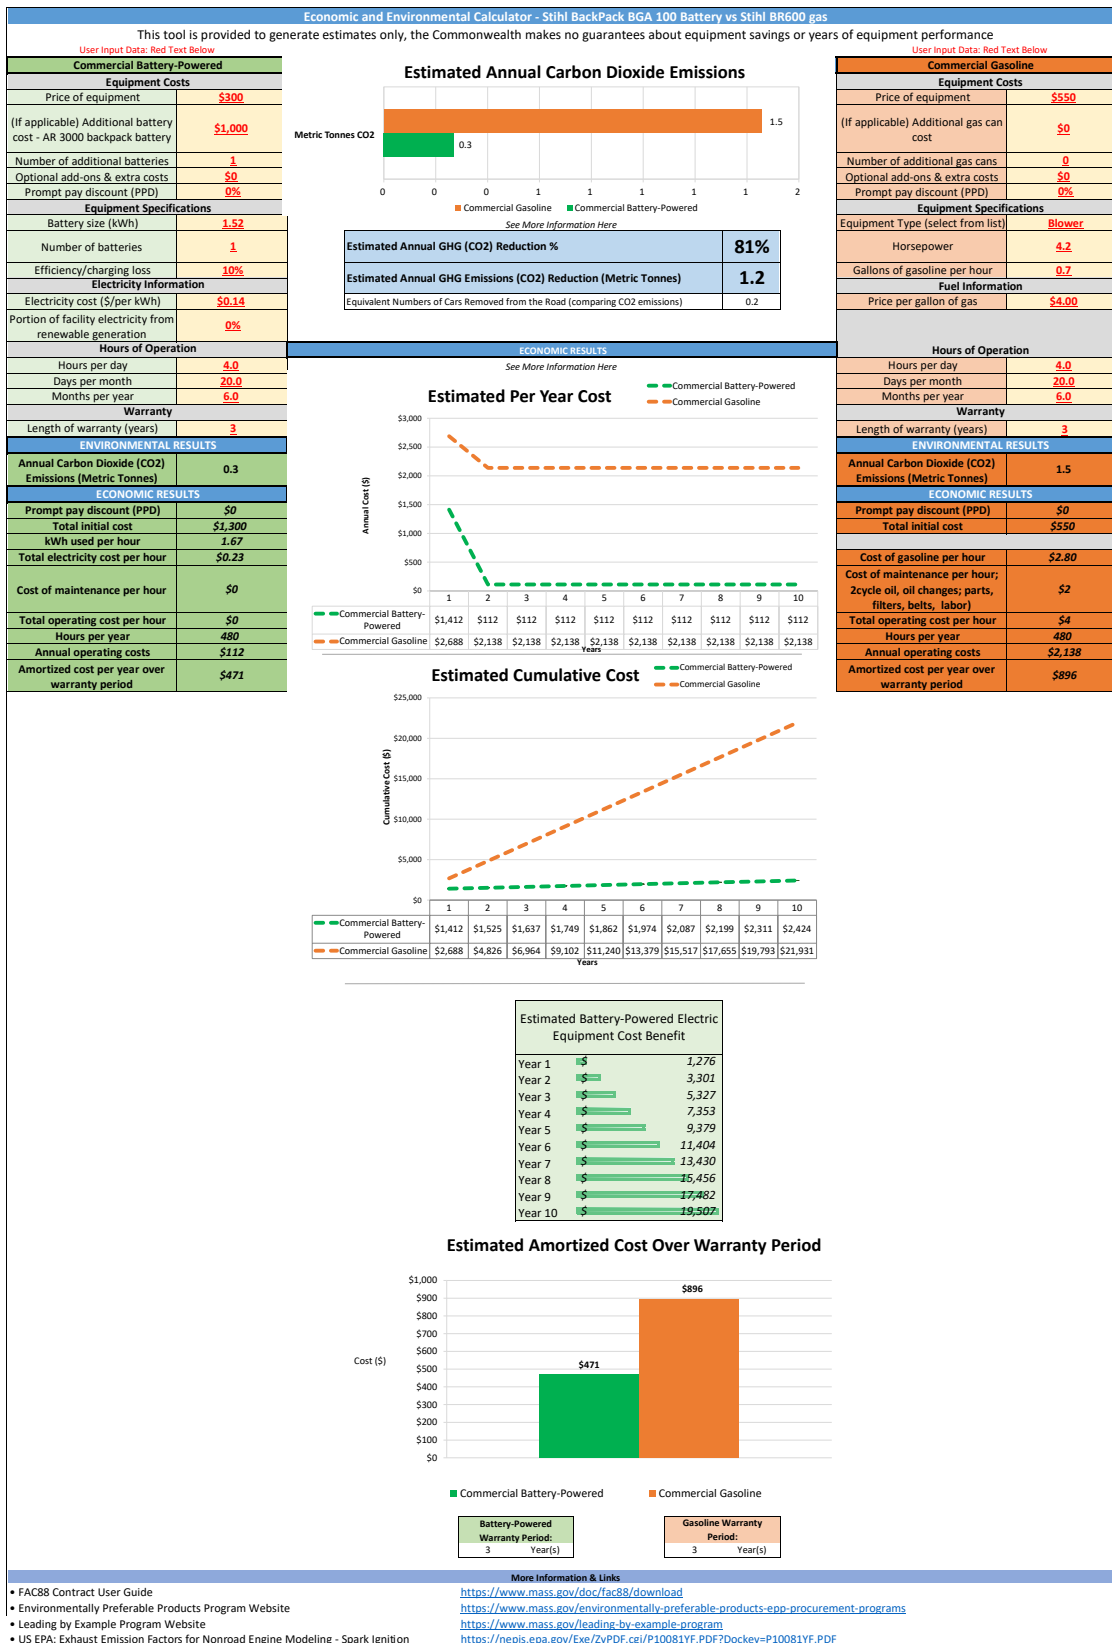 Economic and Environmental Calculator - Stihl BackPack BGA 100 Battery vs Stihl BR600 gas
This tool is provided to generate estimates only, the Commonwealth makes no guarantees about equipment savings or years of equipment performance
User Input Data: Red Text Below
Commercial Battery-Powered
Equipment Costs
Price of equipment $300
(If applicable) Additional battery cost - AR 3000 backpack battery $1,000
Number of additional batteries 1
Optional add-ons & extra costs $0
Prompt pay discount (PPD) 0%
Equipment Specifications
Battery size (kWh) 1.52
Number of batteries 1
Efficiency/charging loss 10%
Electricity Information
Electricity cost ($/per kWh) $0.14
Portion of facility electricity from renewable generation 0%
Hours of Operation
Hours per day 4.0
Days per month 20.0
Months per year 6.0
Warranty
Length of warranty (years) 3
ENVIRONMENTAL RESULTS
Annual Carbon Dioxide (CO2) Emissions (Metric Tonnes) 0.3
ECONOMIC RESULTS
Prompt pay discount (PPD) $0
Total initial cost $1,300
kWh used per hour 1.67
Total electricity cost per hour $0.23
Cost of maintenance per hour $0
Total operating cost per hour $0
Hours per year 480
Annual operating costs $112
Amortized cost per year over warranty period $471
Estimated Annual Carbon Dioxide Emissions
Metric Tonnes CO2
1.5
0.3
0 0 0 1 1 1 1 2 2
Commercial Gasoline Commercial Battery-Powered
See More Information Here
Estimated Annual GHG (CO2) Reduction % 81%
Estimated Annual GHG Emissions (CO2) Reduction (Metric Tonnes) 1.2
Equivalent Numbers of Cars Removed from the Road (comparing CO2 emissions) 0.2
ECONOMIC RESULTS
See More Information Here
Estimated Per Year Cost
Commercial Battery-Powered
Commercial Gasoline
Annual Cost ($)
$3,000
$2,500
$2,000
$1,500
$1,000
$500
$0
1 2 3 4 5 6 7 8 9 10
Commercial Battery-Powered $1,412 $112 $112 $112 $112 $112 $112 $112 $112 $112
Commercial Gasoline $2,688 $2,138 $2,138 $2,138 $2,138 $2,138 $2,138 $2,138 $2,138 $2,138
Years
Estimated Cumulative Cost
Commercial Battery-Powered
Commercial Gasoline
Cumulative Cost ($)
$25,000
$20,000
$15,000
$10,000
$5,000
$0
1 2 3 4 5 6 7 8 9 10
Commercial Battery-Powered $1,412 $1,525 $1,637 $1,749 $1,862 $1,974 $2,087 $2,199 $2,311 $2,424
Commercial Gasoline $2,688 $4,826 $6,964 $9,102 $11,240 $13,379 $15,517 $17,655 $19,793 $21,931
Years
Estimated Battery-Powered Electric Equipment Cost Benefit
Year 1 $ 1,276
Year 2 $ 3,301
Year 3 $ 5,327
Year 4 $ 7,353
Year 5 $ 9,379
Year 6 $ 11,404
Year 7 $ 13,430
Year 8 $ 15,456
Year 9 $ 17,482
Year 10 $ 19,507
Estimated Amortized Cost Over Warranty Period
Cost ($)
$1,000
$900
$800
$700
$600
$500
$400
$300
$200
$100
$0
$471
$896
Commercial Battery-Powered Commercial Gasoline
Battery-Powered Warranty Period:
3 Year(s)
Gasoline Warranty Period:
3 Year(s)
User Input Data: Red Text Below
Commercial Gasoline
Equipment Costs
Price of equipment $550
(If applicable) Additional gas can cost $0
Number of additional gas cans 0
Optional add-ons & extra costs $0
Prompt pay discount (PPD) 0%
Equipment Specifications
Equipment Type (select from list) Blower
Horsepower 4.2
Gallons of gasoline per hour 0.7
Fuel Information
Price per gallon of gas $4.00
Hours of Operation
Hours per day 4.0
Days per month 20.0
Months per year 6.0
Warranty
Length of warranty (years) 3
ENVIRONMENTAL RESULTS
Annual Carbon Dioxide (CO2) Emissions (Metric Tonnes) 1.5
ECONOMIC RESULTS
Prompt pay discount (PPD) $0
Total initial cost $550
Cost of gasoline per hour $2.80
Cost of maintenance per hour; 2cycle oil, oil changes; parts, filters, belts, labor) $2
Total operating cost per hour $4
Hours per year 480
Annual operating costs $2,138
Amortized cost per year over warranty period $896
More Information & Links
• FAC88 Contract User Guide https://www.mass.gov/doc/fac88/download
• Environmentally Preferable Products Program Website https://www.mass.gov/environmentally-preferable-products-epp-procurement-programs
• Leading by Example Program Website https://www.mass.gov/leading-by-example-program
• US EPA: Exhaust Emission Factors for Nonroad Engine Modeling - Spark Ignition https://nepis.epa.gov/Exe/ZyPDF.cgi/P10081YF.PDF?Dockey=P10081YF.PDF